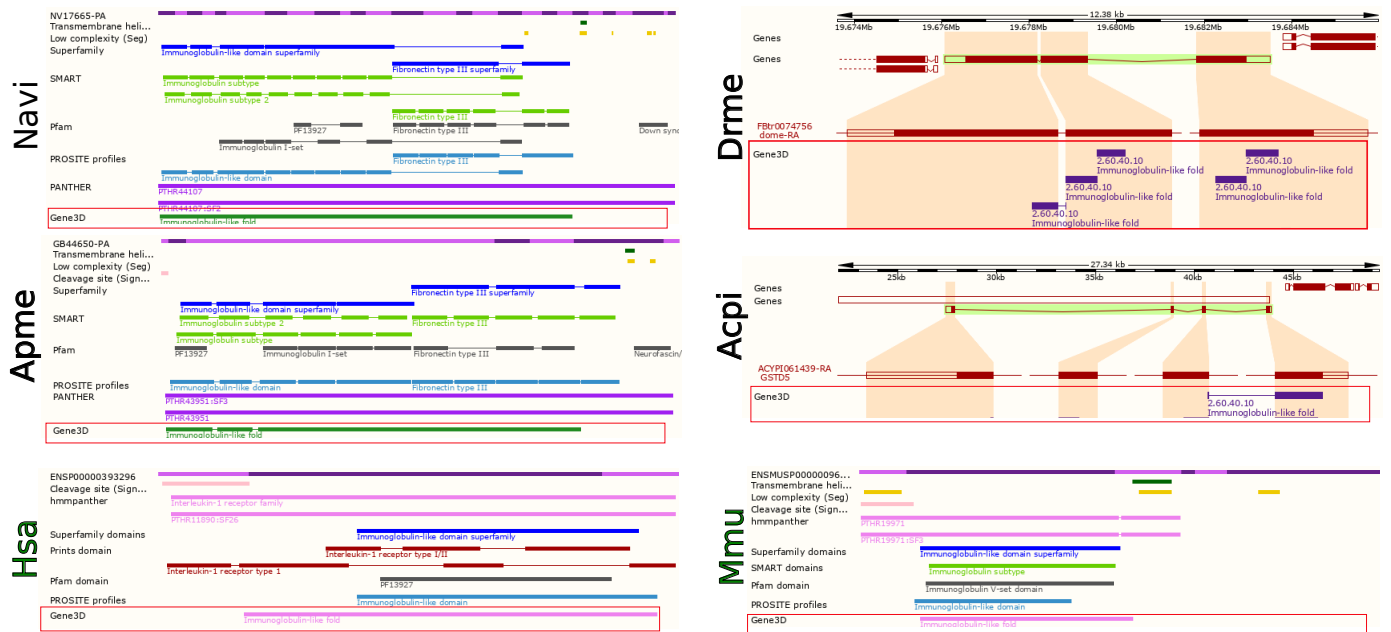 Navi
NV17665-PA
Transmembrane heli...
Low complexity (Seg)
Superfamily
Immunoglobulin-like domain superfamily
Fibronectin type III superfamily
SMART
Immunoglobulin subtype
Immunoglobulin subtype 2
Fibronectin type III
Pfam
PF13927
Fibronectin type III
Down sync
Immunoglobulin I-set
PROSITE profiles
Fibronectin type III
Immunoglobulin-like domain
PANTHER
PTHR44107
PTHR44107:SF2
Gene3D
Immunoglobulin-like fold
Apme
GB44650-PA
Transmembrane heli...
Low complexity (Seg)
Cleavage site (Sign...
Superfamily
Fibronectin type III superfamily
Immunoglobulin-like domain superfamily
SMART
Immunoglobulin subtype 2
Fibronectin type III
Immunoglobulin subtype
Pfam
PF13927
Immunoglobulin I-set
Fibronectin type III
Neurofascin/
PROSITE profiles
Immunoglobulin-like domain
Fibronectin type III
PANTHER
PTHR43951:SF3
PTHR43951
Gene3D
Immunoglobulin-like fold
Hsa
ENSP00000393296
Cleavage site (Sign...
hmmpanther
Interleukin-1 receptor family
PTHR11890:SF26
Superfamily domains
Immunoglobulin-like domain superfamily
Prints domain
Interleukin-1 receptor type I/II
Interleukin-1 receptor type 1
Pfam domain
PF13927
PROSITE profiles
Immunoglobulin-like domain
Gene3D
Immunoglobulin-like fold
Drme
12.38 kb
19.674Mb
19.676Mb
19.678Mb
19.680Mb
19.682Mb
19.684Mb
Genes
Genes
FBtr0074756
dome-RA
Gene3D
2.60.40.10
Immunoglobulin-like fold
2.60.40.10
Immunoglobulin-like fold
2.60.40.10
Immunoglobulin-like fold
2.60.40.10
Immunoglobulin-like fold
2.60.40.10
Immunoglobulin-like fold
Acpi
27.34 kb
25kb
30kb
35kb
40kb
45kb
Genes
Genes
ACYPI061439-RA
GSTD5
Gene3D
2.60.40.10
Immunoglobulin-like fold
Mmu
ENSMUSP00000096...
Transmembrane heli...
Low complexity (Seg)
Cleavage site (Sign...
hmmpanther
PTHR19971
PTHR19971:SF3
Superfamily domains
Immunoglobulin-like domain superfamily
SMART domains
Immunoglobulin subtype
Pfam domain
Immunoglobulin V-set domain
PROSITE profiles
Immunoglobulin-like domain
Gene3D
Immunoglobulin-like fold